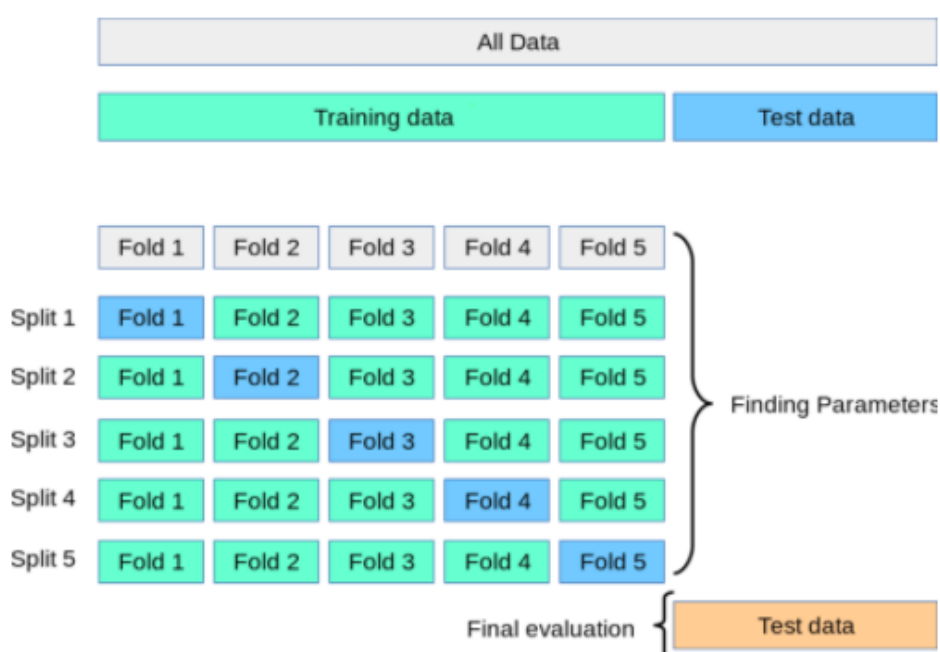 All Data
Training data Test data
Fold 1 Fold 2 Fold 3 Fold 4 Fold 5
Split 1 Fold 1 Fold 2 Fold 3 Fold 4 Fold 5
Split 2 Fold 1 Fold 2 Fold 3 Fold 4 Fold 5
Finding Parameters
Split 3 Fold 1 Fold 2 Fold 3 Fold 4 Fold 5
Split 4 Fold 1 Fold 2 Fold 3 Fold 4 Fold 5
Split 5 Fold 1 Fold 2 Fold 3 Fold 4 Fold 5
Final evaluation Test data